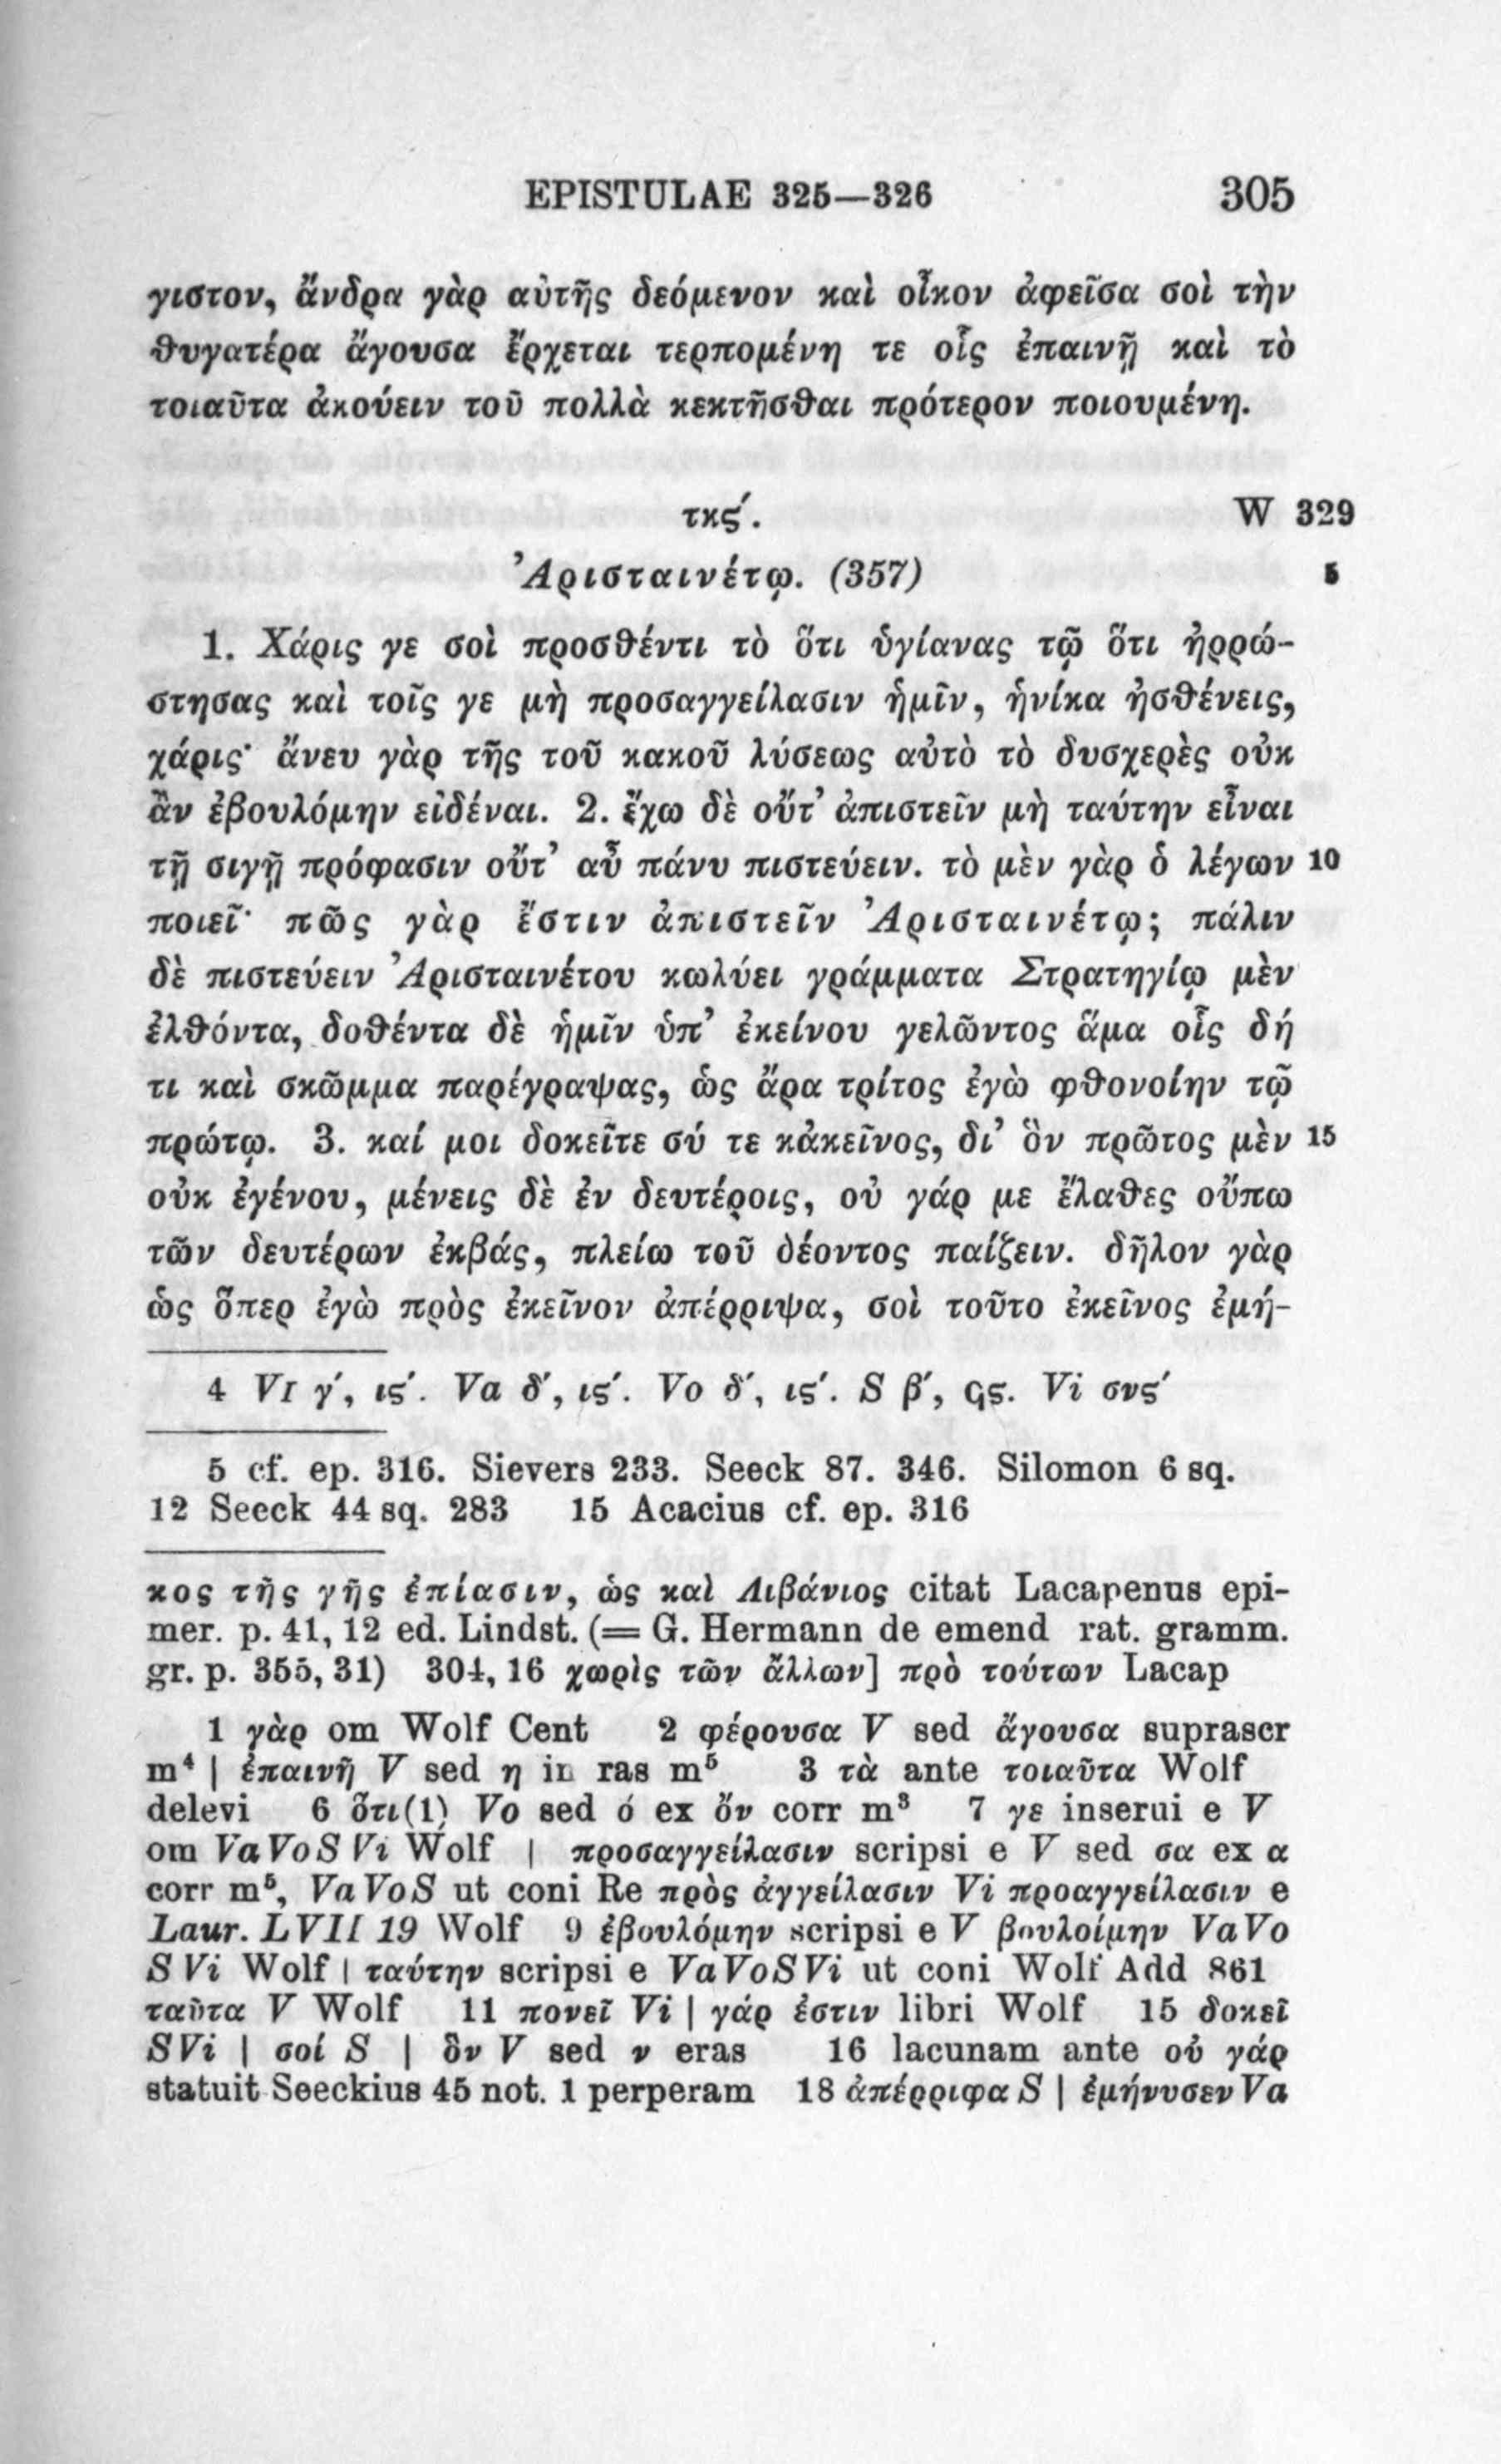 EPISTULAE 325—326 305
γιστον, ἄνδρα γὰρ αὑτῆς δεόμενον καὶ οἶκον ἀφεῖσα σοὶ τὴν
θυγατέρα ἄγουσα ἔρχεται τερπομένη τε οἷς ἐπαινῇ καὶ τὸ
τοιαῦτα ἀκούειν τοῦ πολλὰ κεκτῆσθαι πρότερον ποιουμένη.
τκϛ΄. W 329
Ἀρισταινέτῳ. (357) 5
1. Χάρις γε σοὶ προσθέντι τὸ ὅτι ὑγίανας τῷ ὅτι ἠρρώ-
στησας καὶ τοῖς γε μὴ προσαγγείλασιν ἡμῖν, ἡνίκα ἠσθένεις,
χάρις· ἄνευ γὰρ τῆς τοῦ κακοῦ λύσεως αὐτὸ τὸ δυσχερὲς οὐκ
ἂν ἐβουλόμην εἰδέναι. 2. ἔχω δὲ οὔτ’ ἀπιστεῖν μὴ ταύτην εἶναι
τῇ σιγῇ πρόφασιν οὔτ’ αὖ πάνυ πιστεύειν. τὸ μὲν γὰρ ὁ λέγων 10
ποιεῖ· πῶς γὰρ ἔστιν ἀπιστεῖν Ἀρισταινέτῳ; πάλιν
δὲ πιστεύειν Ἀρισταινέτου κωλύει γράμματα Στρατηγίῳ μὲν
ἐλθόντα, δοθέντα δὲ ἡμῖν ὑπ’ ἐκείνου γελῶντος ἅμα οἷς δή
τι καὶ σκῶμμα παρέγραψας, ὡς ἄρα τρίτος ἐγὼ φθονοίην τῷ
πρώτῳ. 3. καί μοι δοκεῖτε σύ τε κἀκεῖνος, δι’ ὃν πρῶτος μὲν 15
οὐκ ἐγένου, μένεις δὲ ἐν δευτέροις, οὐ γάρ με ἔλαθες οὔπω
τῶν δευτέρων ἐκβάς, πλείω τοῦ δέοντος παίζειν. δῆλον γὰρ
ὡς ὅπερ ἐγὼ πρὸς ἐκεῖνον ἀπέρριψα, σοὶ τοῦτο ἐκεῖνος ἐμή-
4 VI γ΄, ιϛ΄. Va δ΄, ιϛ΄. Vo δ΄, ιϛ΄. S β΄, ϟϛ. Vi σνϛ΄
5 cf. ep. 316. Sievers 233. Seeck 87. 346. Silomon 6 sq.
12 Seeck 44 sq. 283 15 Acacius cf. ep. 316
κος τῆς γῆς ἐπίασιν, ὡς καὶ Λιβάνιος citat Lacapenus epi-
mer. p. 41, 12 ed. Lindst. (= G. Hermann de emend rat. gramm.
gr. p. 355, 31) 304, 16 χωρὶς τῶν ἄλλων] πρὸ τούτων Lacap
1 γὰρ om Wolf Cent 2 φέρουσα V sed ἄγουσα suprascr
m⁴ | ἐπαινῆ V sed η in ras m⁵ 3 τὰ ante τοιαῦτα Wolf
delevi 6 ὅτι(1) Vo sed ό ex ὅν corr m³ 7 γε inserui e V
om Va Vo S Vi Wolf | προσαγγείλασιν scripsi e V sed σα ex α
corr m⁵, Va Vo S ut coni Re πρὸς ἀγγείλασιν Vi προαγγείλασιν e
Laur. LVII 19 Wolf 9 ἐβουλόμην scripsi e V βουλοίμην Va Vo
S Vi Wolf | ταύτην scripsi e Va Vo S Vi ut coni Wolf Add 861
ταῦτα V Wolf 11 πονεῖ Vi | γάρ ἐστιν libri Wolf 15 δοκεῖ
S Vi | σοί S | ὃν V sed ν eras 16 lacunam ante οὐ γάρ
statuit Seeckius 45 not. 1 perperam 18 ἀπέρριφα S | ἐμήνυσεν Va